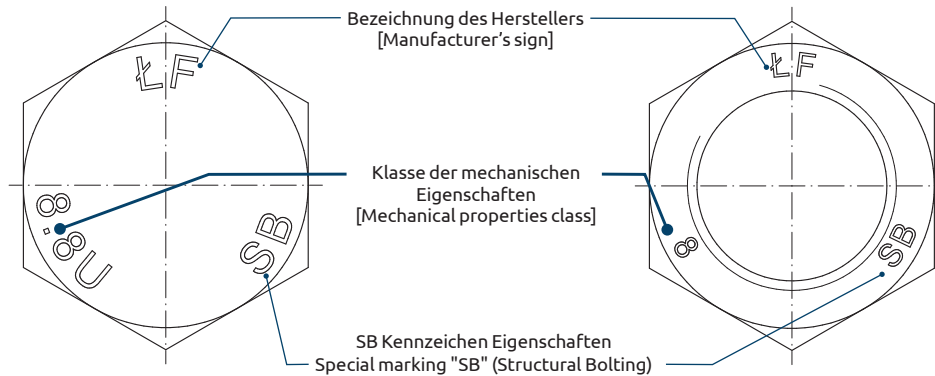 Bezeichnung des Herstellers
[Manufacturer's sign]
ŁF
ŁF
Klasse der mechanischen
Eigenschaften
[Mechanical properties class]
8.8U
SB
8
SB
SB Kennzeichen Eigenschaften
Special marking "SB" (Structural Bolting)